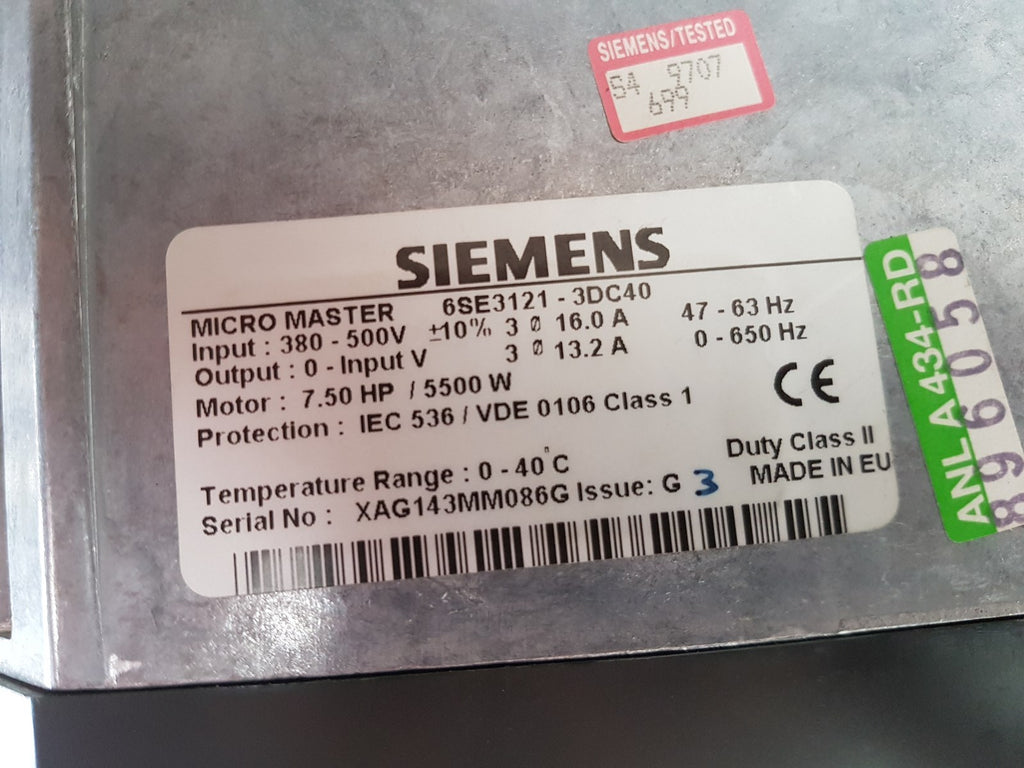 SIEMENS/TESTED
S4 9707
699
SIEMENS
MICRO MASTER 6SE3121 - 3DC40
Input : 380 - 500V ±10% 3 Ø 16.0 A 47 - 63 Hz
Output : 0 - Input V 3 Ø 13.2 A 0 - 650 Hz
Motor : 7.50 HP / 5500 W
Protection : IEC 536 / VDE 0106 Class 1
CE
Temperature Range : 0 - 40°C Duty Class II
Serial No : XAG143MM086G Issue: G 3 MADE IN EU
ANL A 434-RD
896058